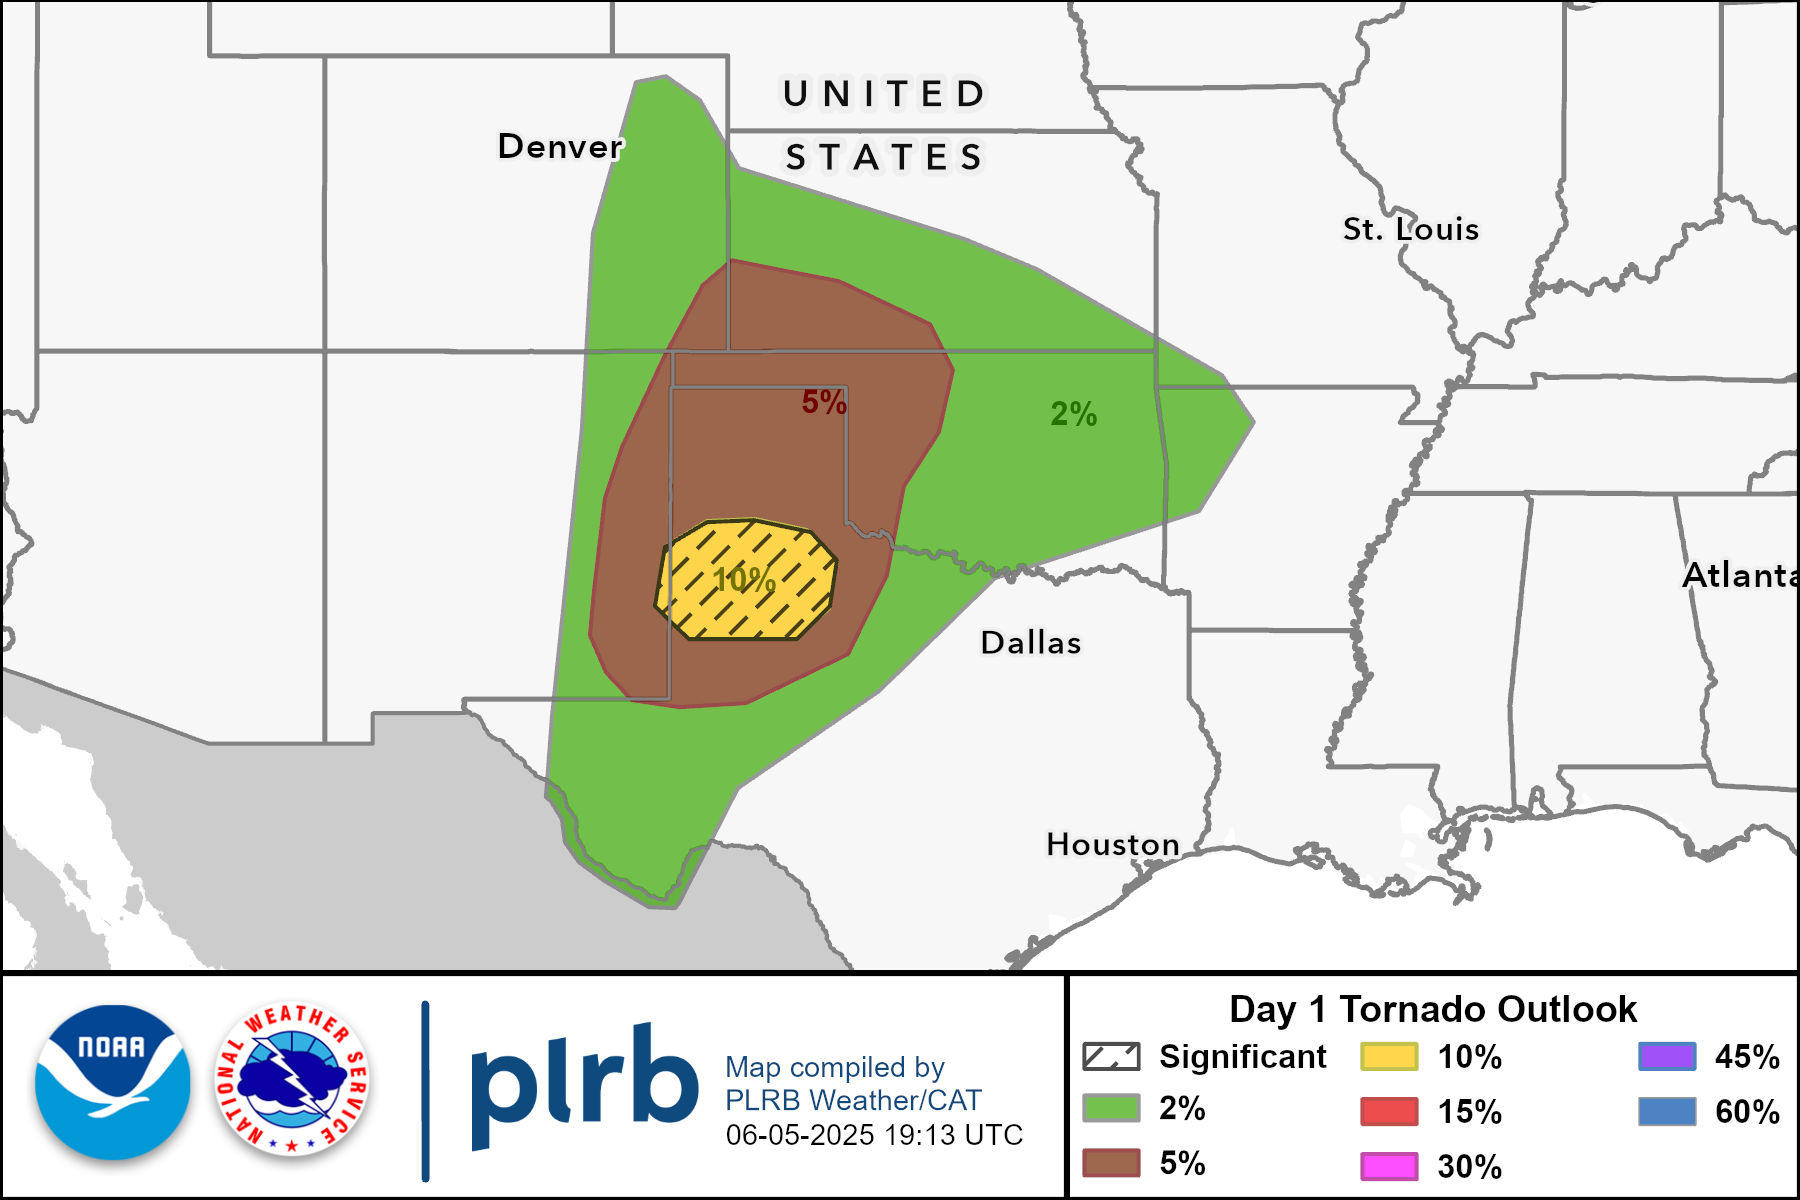 UNITED
STATES
Denver
St. Louis
5%
2%
10%
Atlanta
Dallas
Houston
NOAA
NATIONAL WEATHER SERVICE
plrb
Map compiled by
PLRB Weather/CAT
06-05-2025 19:13 UTC
Day 1 Tornado Outlook
Significant
2%
5%
10%
15%
30%
45%
60%